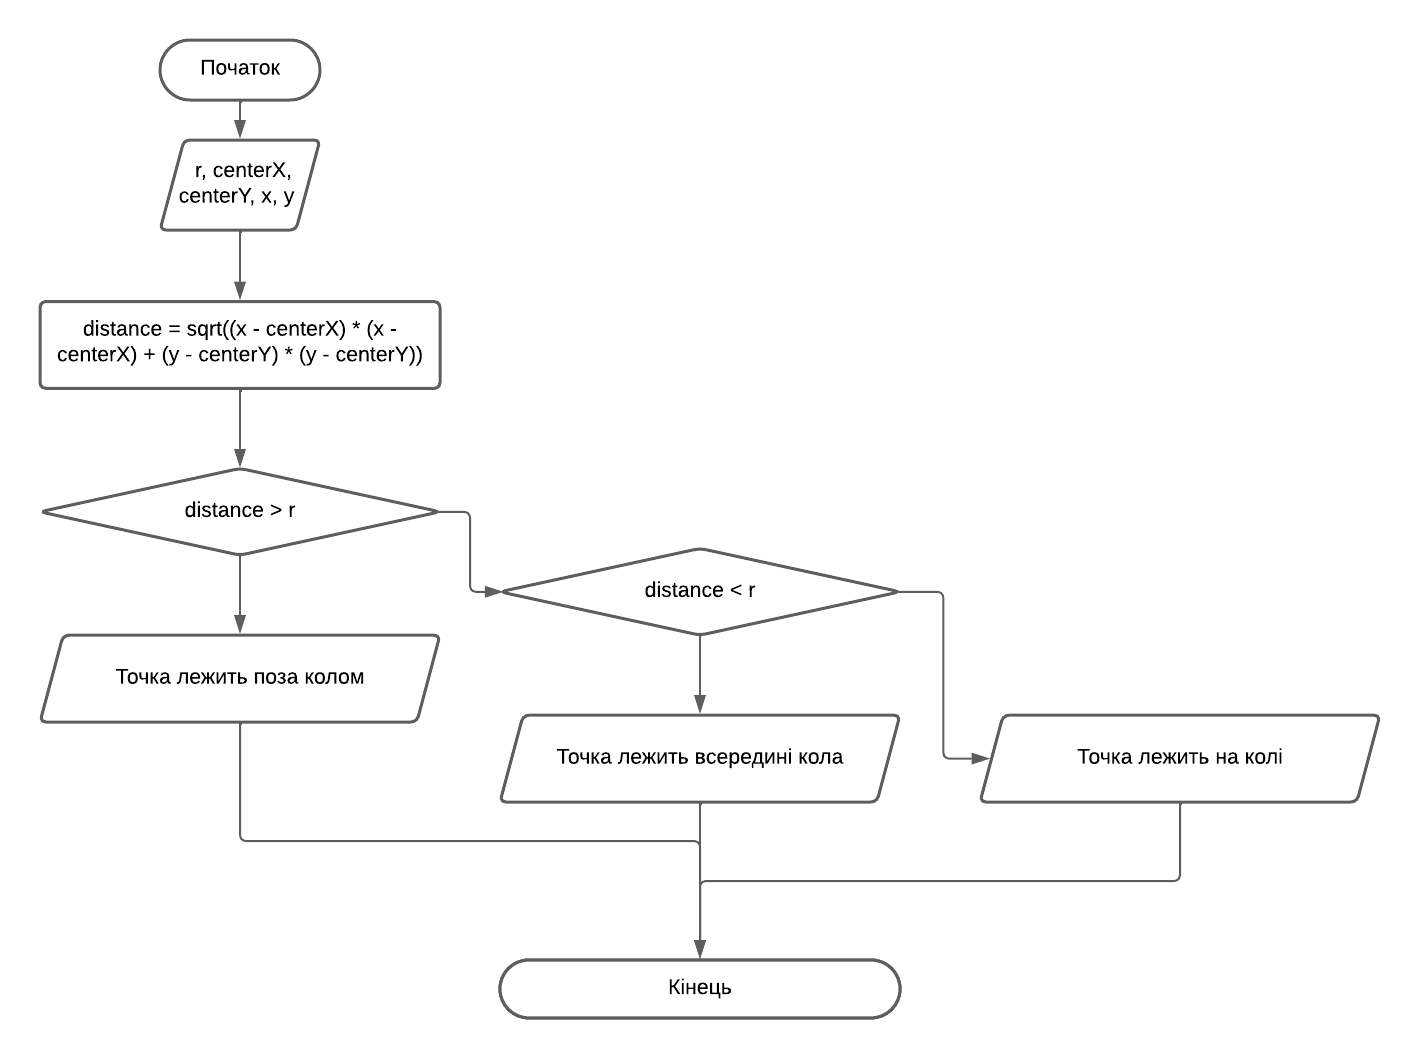 Початок
r, centerX,
centerY, x, y
distance = sqrt((x - centerX) * (x -
centerX) + (y - centerY) * (y - centerY))
distance > r
distance < r
Точка лежить поза колом
Точка лежить всередині кола
Точка лежить на колі
Кінець